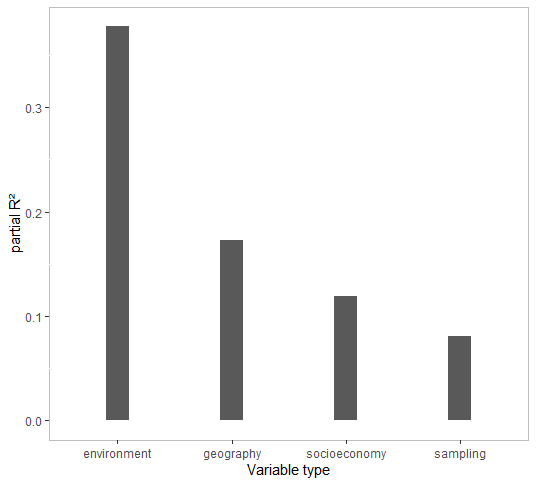 partial R²
0.3
0.2
0.1
0.0
environment geography socioeconomy sampling
Variable type